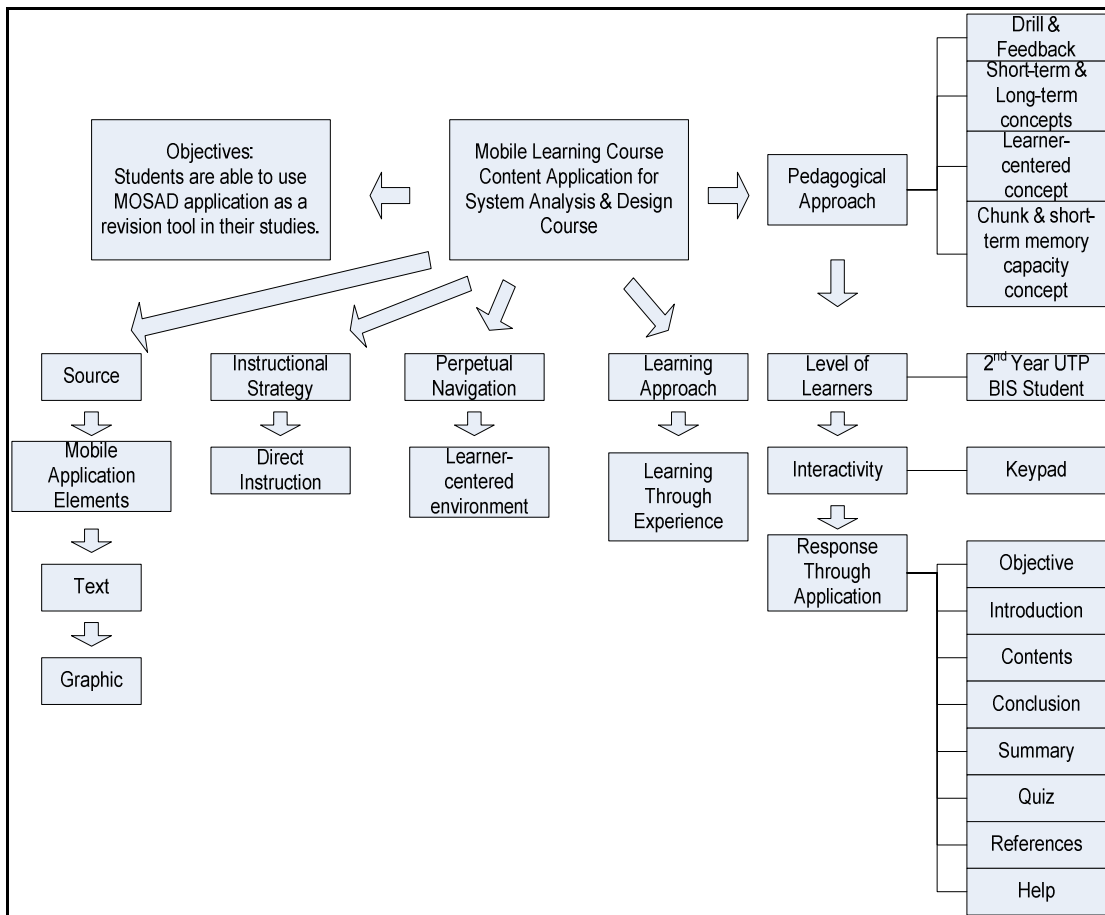 Objectives:
Students are able to use
MOSAD application as a
revision tool in their studies.
Mobile Learning Course
Content Application for
System Analysis & Design
Course
Pedagogical
Approach
Drill &
Feedback
Short-term &
Long-term
concepts
Learner-
centered
concept
Chunk & short-
term memory
capacity
concept
Source
Instructional
Strategy
Perpetual
Navigation
Learning
Approach
Level of
Learners
2nd Year UTP
BIS Student
Mobile
Application
Elements
Direct
Instruction
Learner-
centered
environment
Learning
Through
Experience
Interactivity
Keypad
Text
Response
Through
Application
Graphic
Objective
Introduction
Contents
Conclusion
Summary
Quiz
References
Help